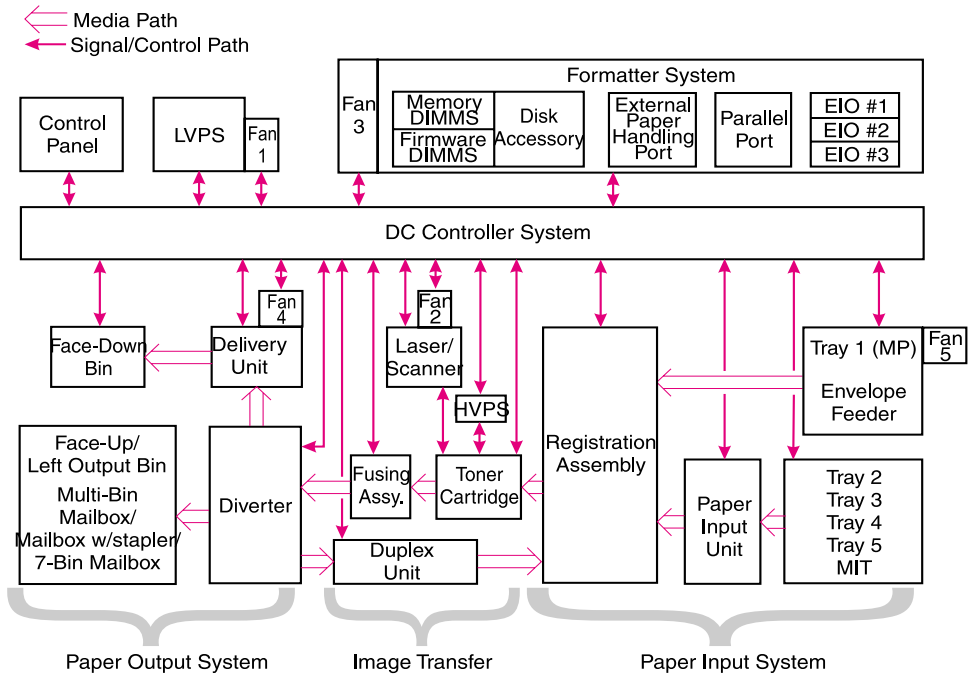 Media Path
Signal/Control Path
Control
Panel
LVPS
Fan
1
Fan
3
Formatter System
Memory
DIMMS
Firmware
DIMMS
Disk
Accessory
External
Paper
Handling
Port
Parallel
Port
EIO #1
EIO #2
EIO #3
DC Controller System
Face-Down
Bin
Delivery
Unit
Fan
4
Laser/
Scanner
Fan
2
HVPS
Registration
Assembly
Tray 1 (MP)
Envelope
Feeder
Fan
5
Face-Up/
Left Output Bin
Multi-Bin
Mailbox/
Mailbox w/stapler/
7-Bin Mailbox
Diverter
Fusing
Assy.
Toner
Cartridge
Duplex
Unit
Paper
Input
Unit
Tray 2
Tray 3
Tray 4
Tray 5
MIT
Paper Output System
Image Transfer
Paper Input System